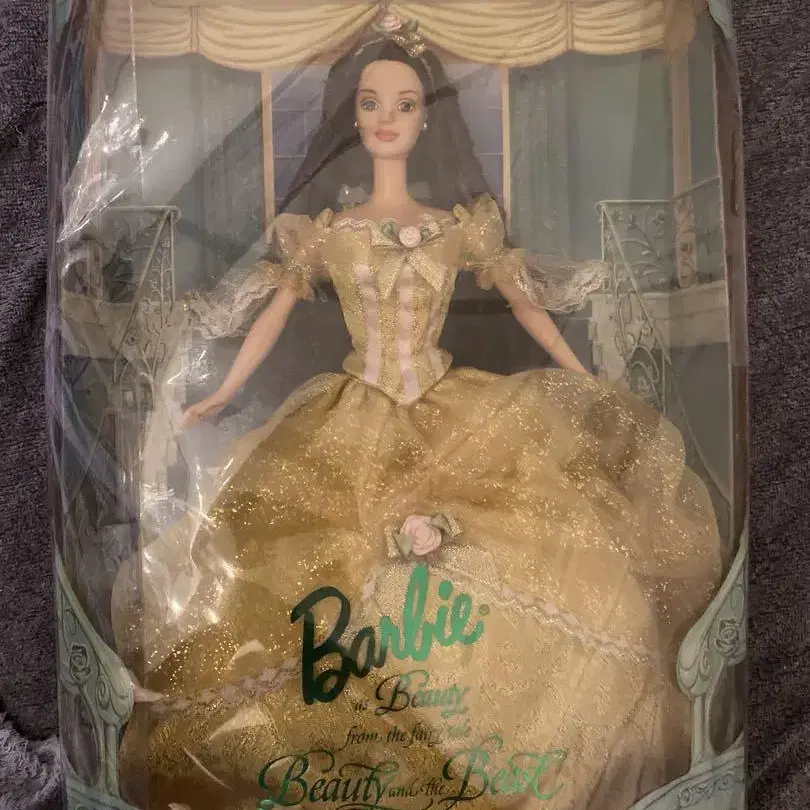 Barbie®
as Beauty
from the fairy tale
Beauty and the Beast